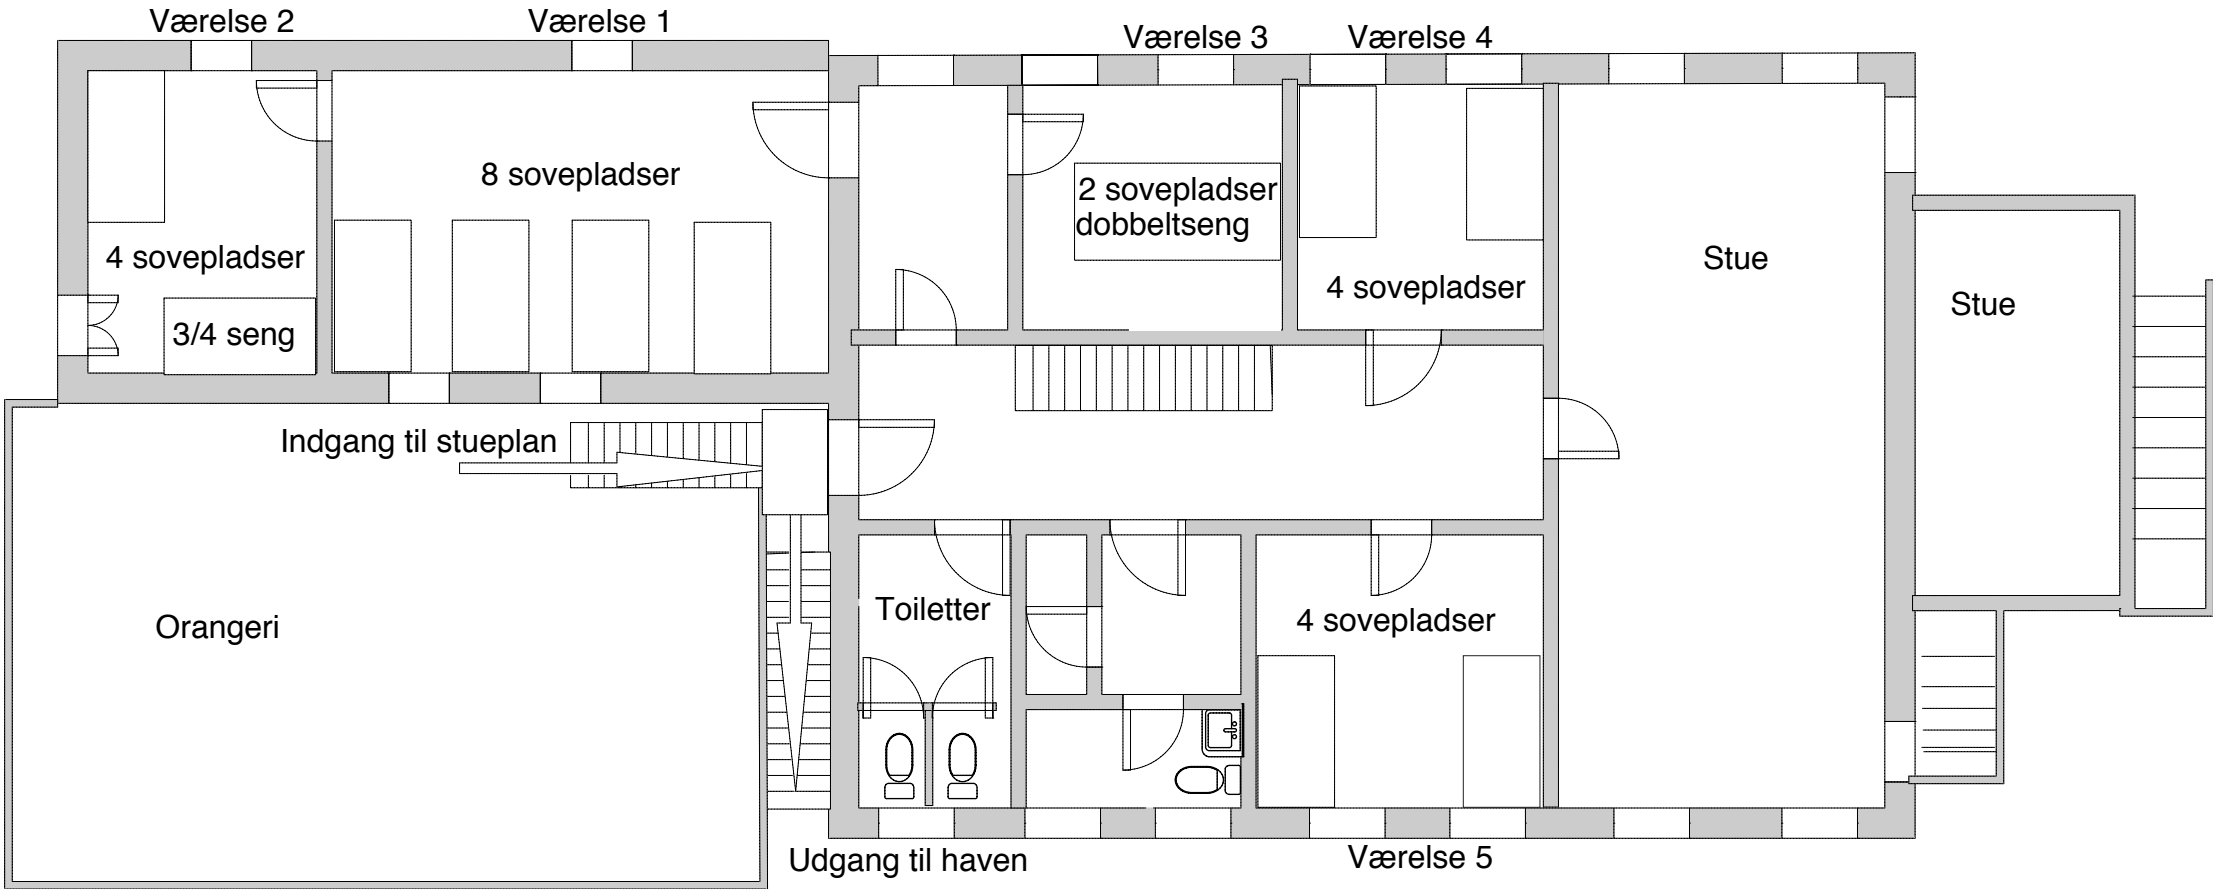 Værelse 2
Værelse 1
Værelse 3
Værelse 4
8 sovepladser
2 sovepladser
dobbeltseng
4 sovepladser
3/4 seng
4 sovepladser
Stue
Stue
Indgang til stueplan
Orangeri
Toiletter
4 sovepladser
Udgang til haven
Værelse 5